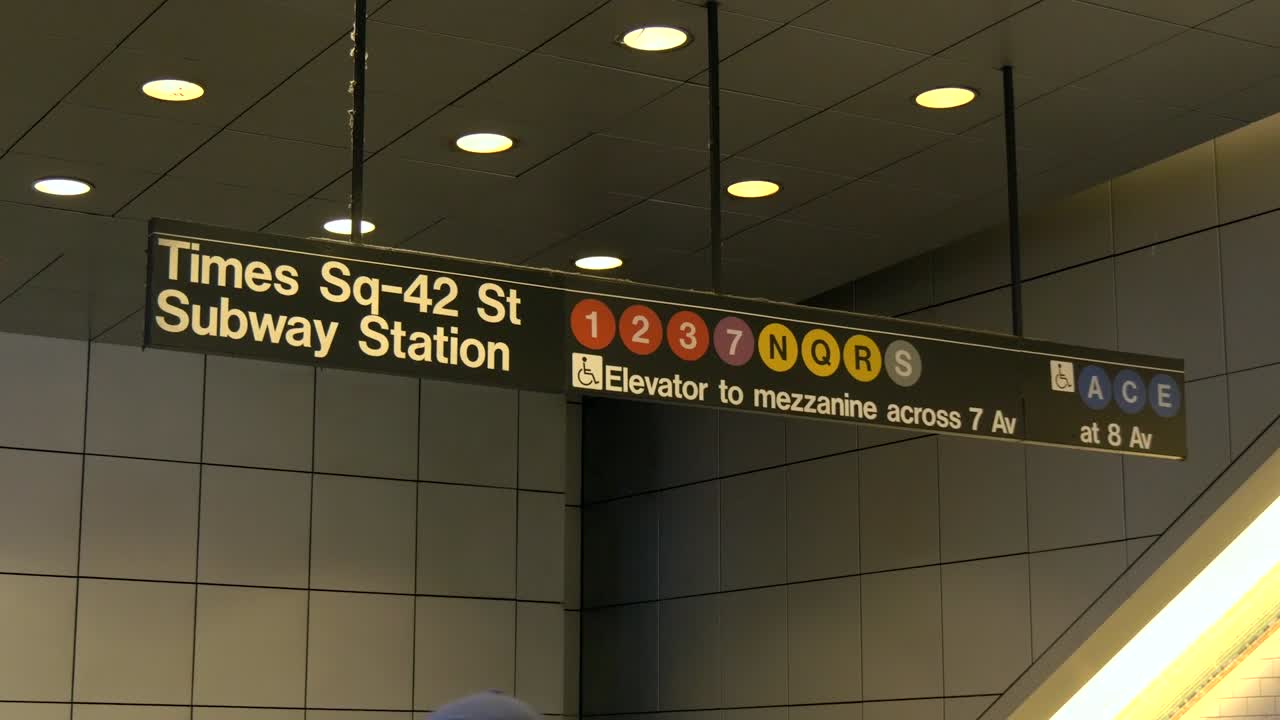 Times Sq-42 St
Subway Station
1 2 3 7 N Q R S
Elevator to mezzanine across 7 Av
A C E
at 8 Av